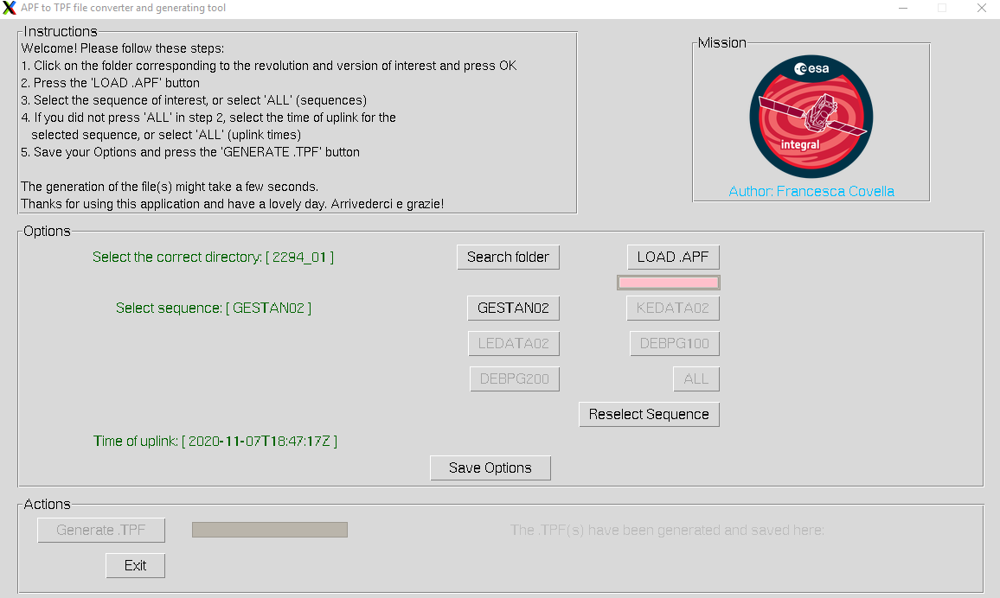 APF to TPF file converter and generating tool
Instructions
Welcome! Please follow these steps:
1. Click on the folder corresponding to the revolution and version of interest and press OK
2. Press the 'LOAD .APF' button
3. Select the sequence of interest, or select 'ALL' (sequences)
4. If you did not press 'ALL' in step 2, select the time of uplink for the
selected sequence, or select 'ALL' (uplink times)
5. Save your Options and press the 'GENERATE .TPF' button
The generation of the file(s) might take a few seconds.
Thanks for using this application and have a lovely day. Arrivederci e grazie!
Mission
esa
integral
Author: Francesca Covella
Options
Select the correct directory: [ 2294_01 ]
Search folder
LOAD .APF
Select sequence: [ GESTAN02 ]
GESTAN02
KEDATA02
LEDATA02
DEBPG100
DEBPG200
ALL
Reselect Sequence
Time of uplink: [ 2020-11-07T18:47:17Z ]
Save Options
Actions
Generate .TPF
The .TPF(s) have been generated and saved here:
Exit